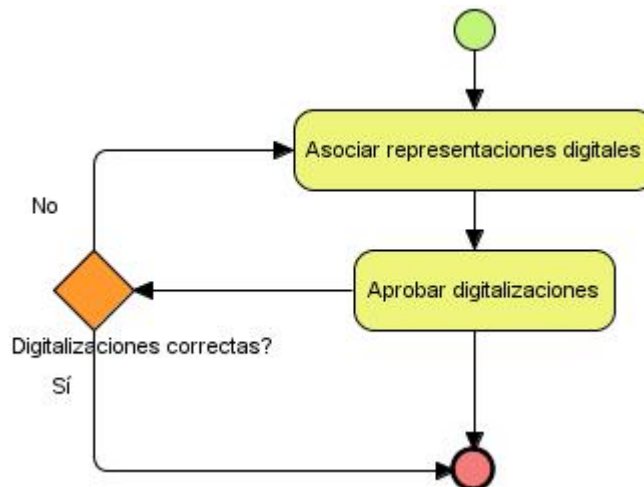 Asociar representaciones digitales
No
Aprobar digitalizaciones
Digitalizaciones correctas?
Sí